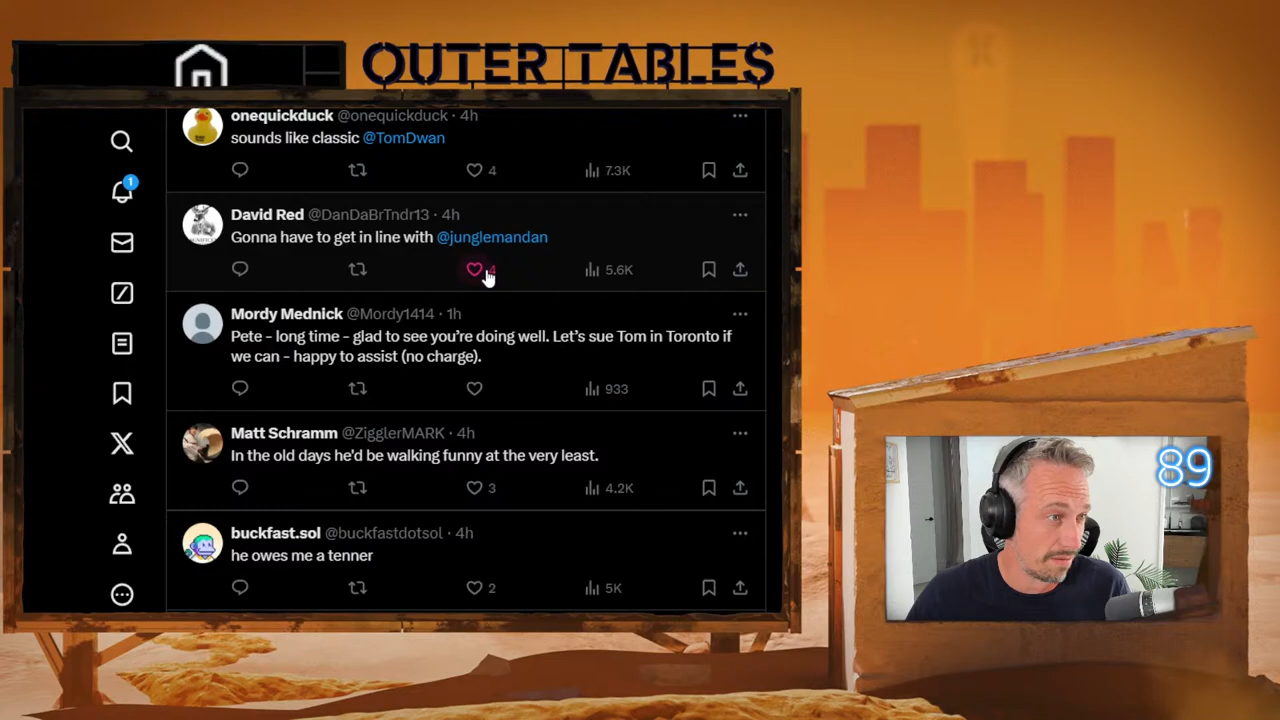 OUTER TABLES
onequickduck @onequickduck · 4h
sounds like classic @TomDwan
4 7.3K
1
David Red @DanDaBrTndr13 · 4h
Gonna have to get in line with @junglemandan
4 5.6K
Mordy Mednick @Mordy1414 · 1h
Pete - long time - glad to see you're doing well. Let's sue Tom in Toronto if
we can - happy to assist (no charge).
933
Matt Schramm @ZigglerMARK · 4h
In the old days he'd be walking funny at the very least.
3 4.2K
89
buckfast.sol @buckfastdotsol · 4h
he owes me a tenner
2 5K